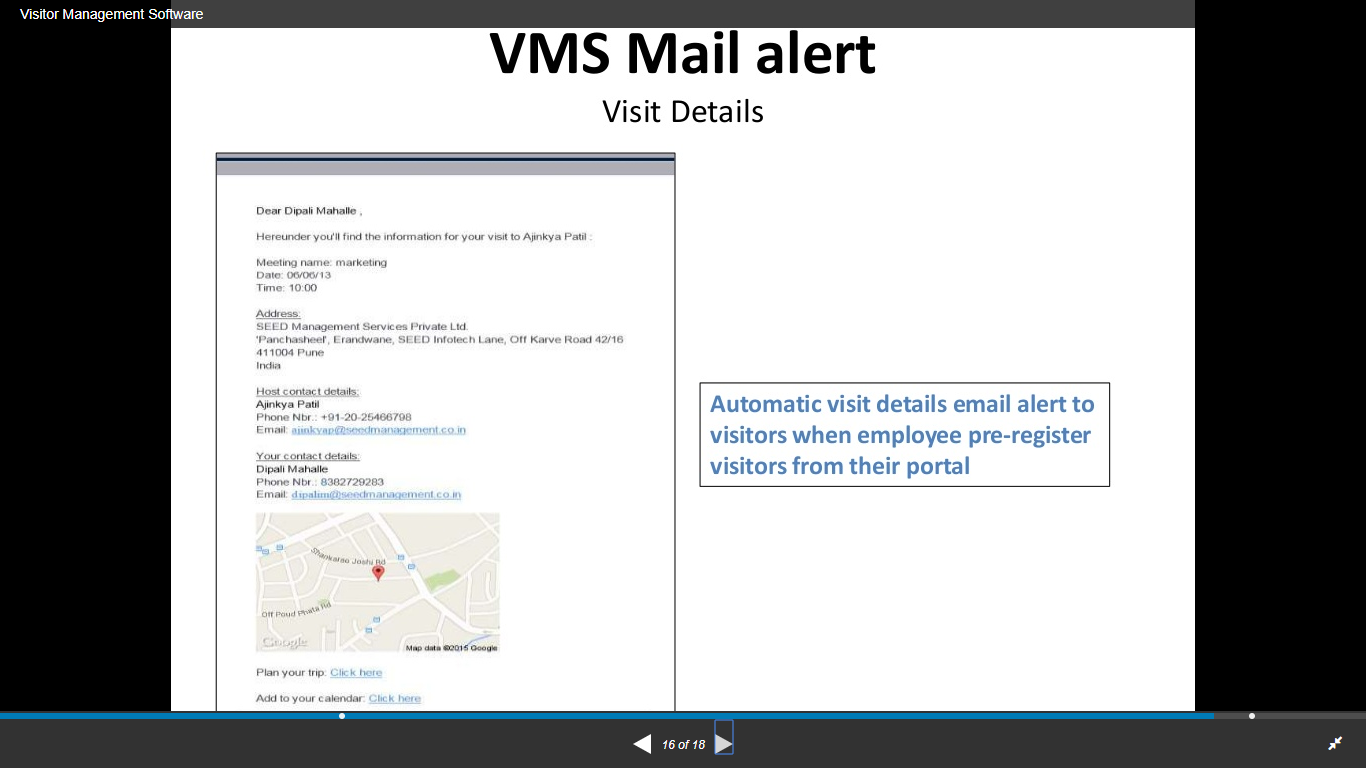 Visitor Management Software
VMS Mail alert
Visit Details
Dear Dipali Mahalle ,
Hereunder you'll find the information for your visit to Ajinkya Patil :
Meeting name: marketing
Date: 06/06/13
Time: 10:00
Address:
SEED Management Services Private Ltd.
'Panchasheel', Erandwane, SEED Infotech Lane, Off Karve Road 42/16
411004 Pune
India
Host contact details:
Ajinkya Patil
Phone Nbr.: +91-20-25466798
Email: ajinkyap@seedmanagement.co.in
Your contact details:
Dipali Mahalle
Phone Nbr.: 8382729283
Email: dipalim@seedmanagement.co.in
Shankarao Joshi Rd
Off Poud Phata Rd
Google
Map data ©2015 Google
Plan your trip: Click here
Add to your calendar: Click here
Automatic visit details email alert to
visitors when employee pre-register
visitors from their portal
16 of 18